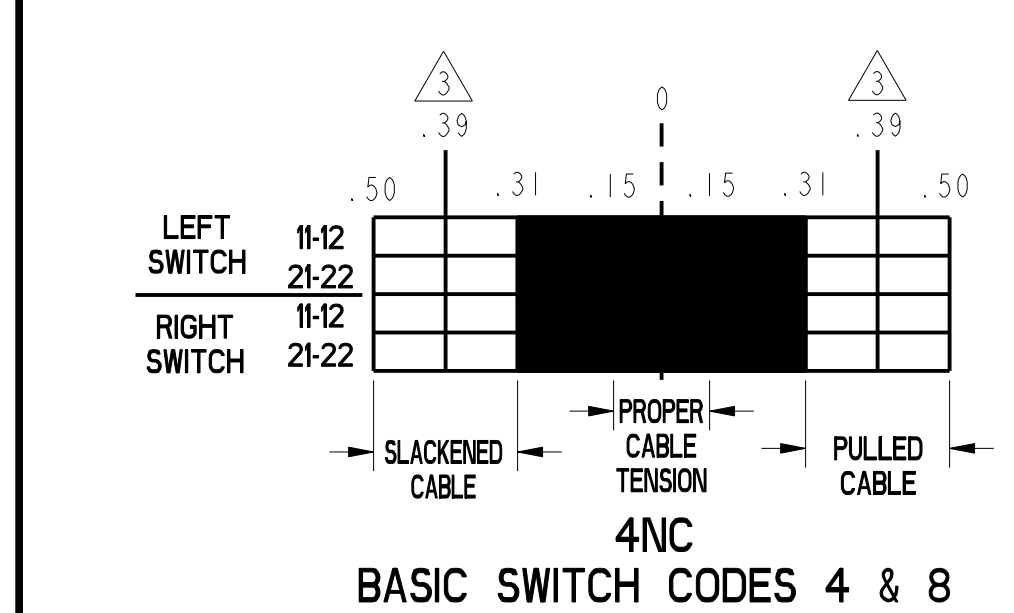 3 3
0
.39 .39
.50 .31 .15 .15 .31 .50
LEFT
SWITCH
11-12
21-22
RIGHT
SWITCH
11-12
21-22
SLACKENED
CABLE
PROPER
CABLE
TENSION
PULLED
CABLE
4NC
BASIC SWITCH CODES 4 & 8